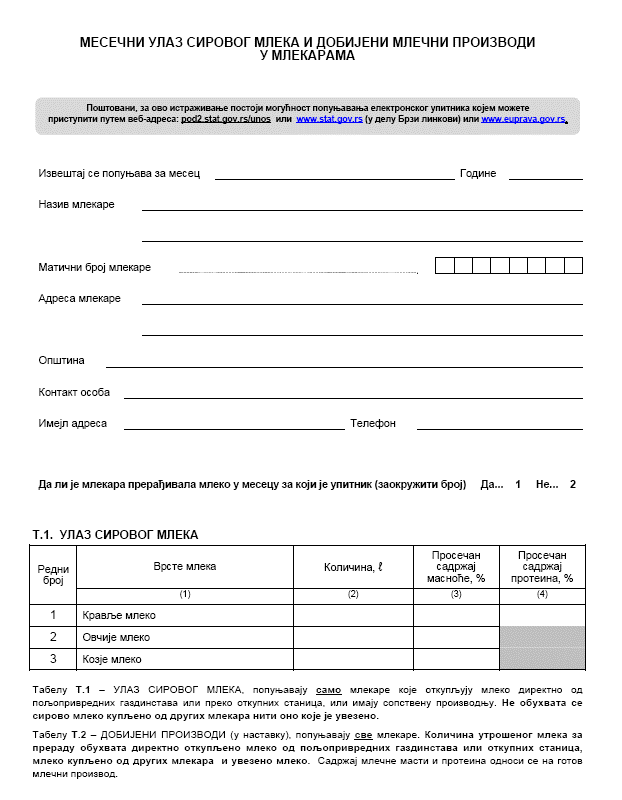 МЕСЕЧНИ УЛАЗ СИРОВОГ МЛЕКА И ДОБИЈЕНИ МЛЕЧНИ ПРОИЗВОДИ
У МЛЕКАРАМА
Поштовани, за ово истраживање постоји могућност попуњавања електронског упитника којем можете
приступити путем веб-адреса: pod2.stat.gov.rs/unos или www.stat.gov.rs (у делу Брзи линкови) или www.euprava.gov.rs.
Извештај се попуњава за месец Године
Назив млекаре
Матични број млекаре
Адреса млекаре
Општина
Контакт особа
Имејл адреса Телефон
Да ли је млекара прерађивала млеко у месецу за који је упитник (заокружити број) Да... 1 Не... 2
Т.1. УЛАЗ СИРОВОГ МЛЕКА
Редни број Врсте млека Количина, ℓ Просечан садржај масноће, % Просечан садржај протеина, %
(1) (2) (3) (4)
1 Кравље млеко
2 Овчије млеко
3 Козје млеко
Табелу Т.1 – УЛАЗ СИРОВОГ МЛЕКА, попуњавају само млекаре које откупљују млеко директно од
пољопривредних газдинстава или преко откупних станица, или имају сопствену производњу. Не обухвата се
сирово млеко купљено од других млекара нити оно које је увезено.
Табелу Т.2 – ДОБИЈЕНИ ПРОИЗВОДИ (у наставку), попуњавају све млекаре. Количина утрошеног млека за
прераду обухвата директно откупљено млеко од пољопривредних газдинстава или откупних станица,
млеко купљено од других млекара и увезено млеко. Садржај млечне масти и протеина односи се на готов
млечни производ.